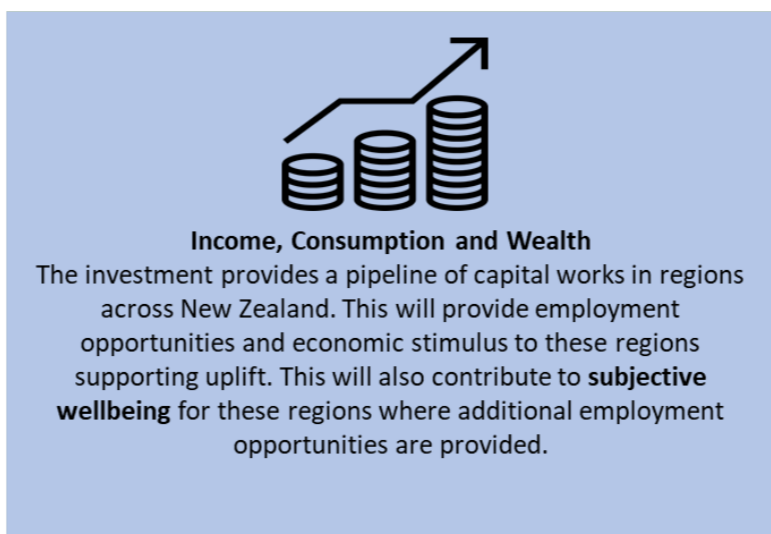 Income, Consumption and Wealth
The investment provides a pipeline of capital works in regions
across New Zealand. This will provide employment
opportunities and economic stimulus to these regions
supporting uplift. This will also contribute to subjective
wellbeing for these regions where additional employment
opportunities are provided.